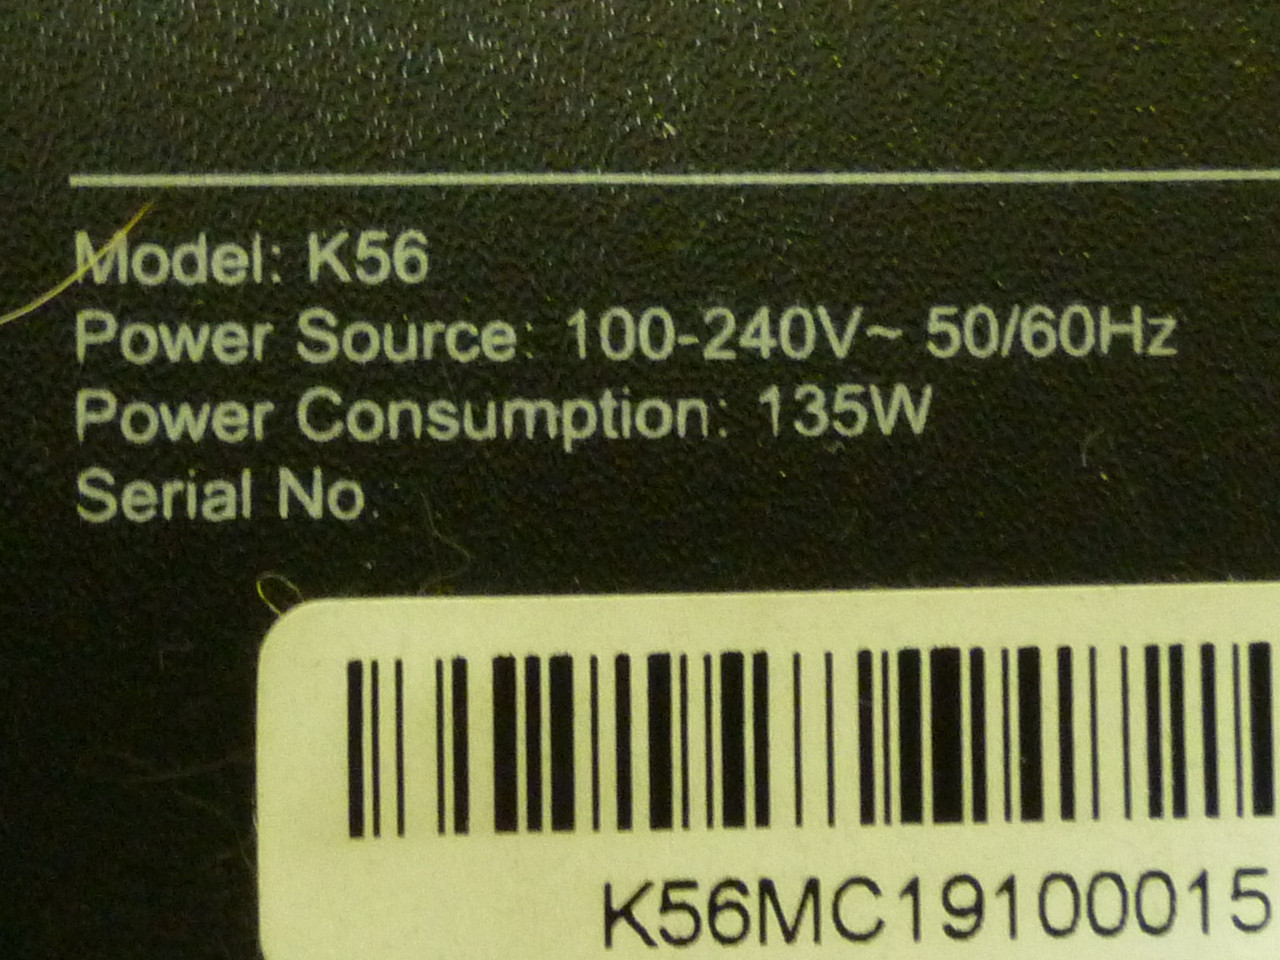 Model: K56
Power Source: 100-240V~ 50/60Hz
Power Consumption: 135W
Serial No.
K56MC19100015